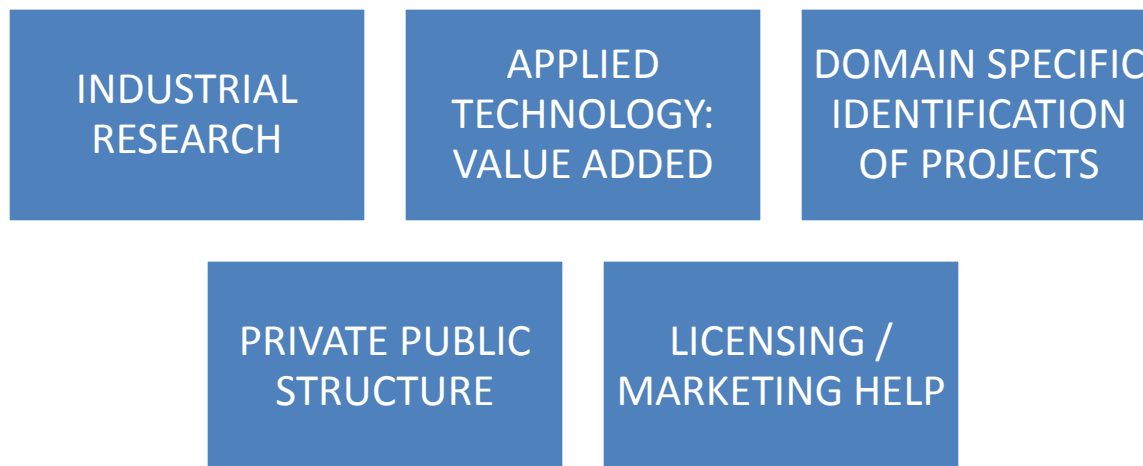 INDUSTRIAL
RESEARCH
APPLIED
TECHNOLOGY:
VALUE ADDED
DOMAIN SPECIFIC
IDENTIFICATION
OF PROJECTS
PRIVATE PUBLIC
STRUCTURE
LICENSING /
MARKETING HELP